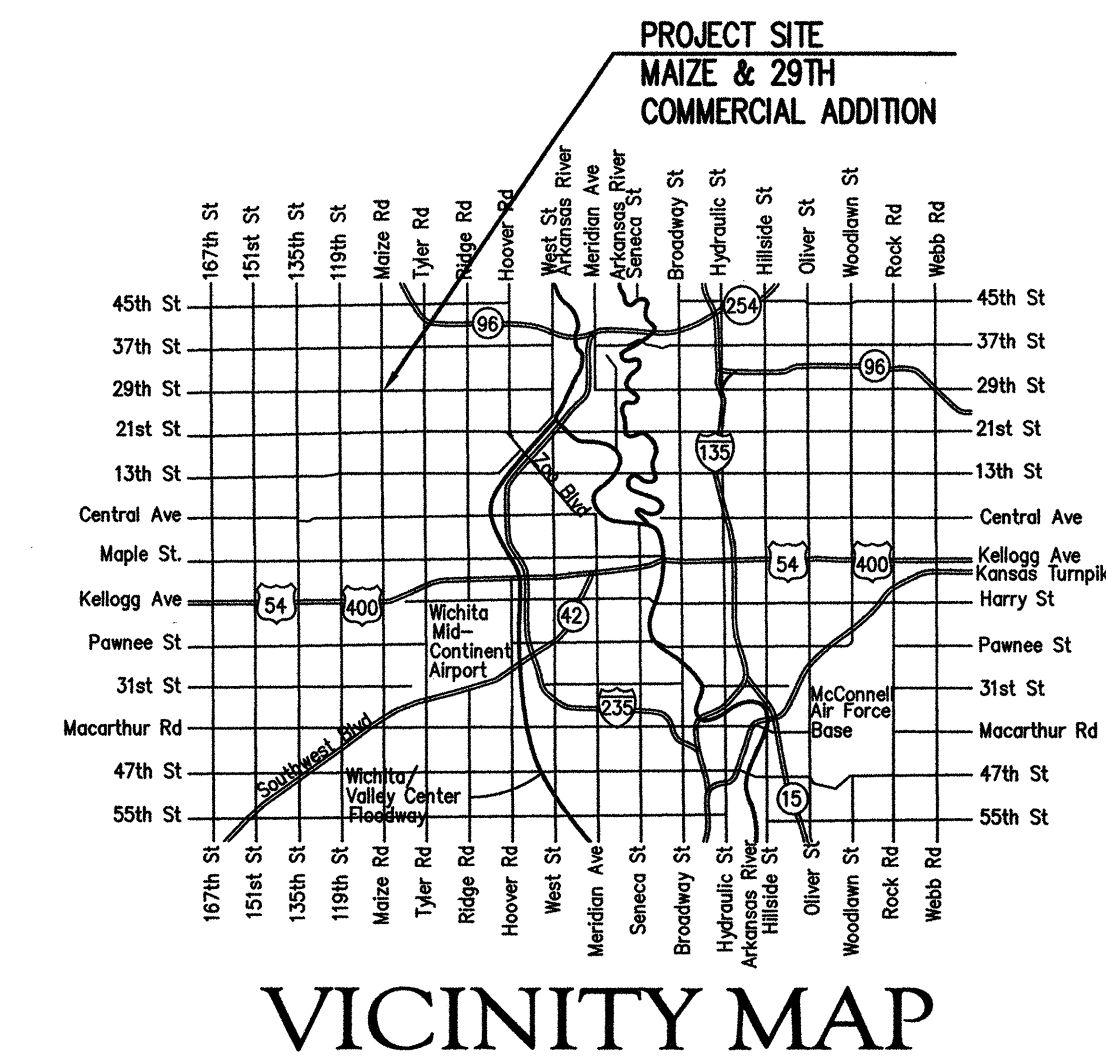 PROJECT SITE
MAIZE & 29TH
COMMERCIAL ADDITION
167th St
151st St
135th St
119th St
Maize Rd
Tyler Rd
Ridge Rd
Hoover Rd
West St
Arkansas River
Meridian Ave
Arkansas River
Seneca St
Broadway St
Hydraulic St
Hillside St
Oliver St
Woodlawn St
Rock Rd
Webb Rd
45th St
37th St
29th St
21st St
13th St
Central Ave
Maple St.
Kellogg Ave
Pawnee St
31st St
Macarthur Rd
47th St
55th St
96
254
96
135
Zoo Blvd
54
400
54
400
42
Wichita
Mid-
Continent
Airport
235
McConnell
Air Force
Base
Southwest Blvd
Wichita/
Valley Center
Floodway
15
45th St
37th St
29th St
21st St
13th St
Central Ave
Kellogg Ave
Kansas Turnpik
Harry St
Pawnee St
31st St
Macarthur Rd
47th St
55th St
167th St
151st St
135th St
119th St
Maize Rd
Tyler Rd
Ridge Rd
Hoover Rd
West St
Meridian Ave
Seneca St
Broadway St
Hydraulic St
Arkansas River
Hillside St
Oliver St
Woodlawn St
Rock Rd
Webb Rd
VICINITY MAP